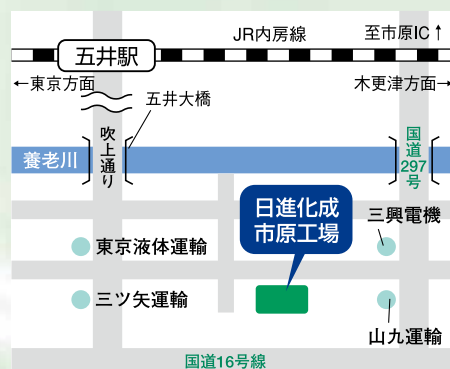 JR内房線
至市原IC↑
五井駅
←東京方面
木更津方面→
五井大橋
吹上通り
国道297号
養老川
日進化成
市原工場
三興電機
東京液体運輸
三ツ矢運輸
山九運輸
国道16号線